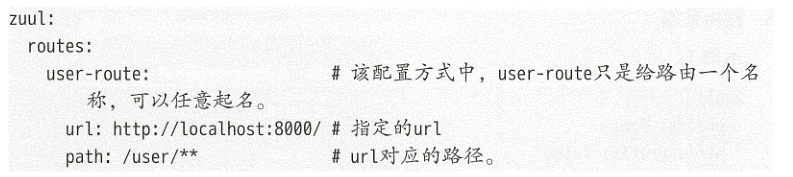 zuul:
  routes:
    user-route:                 # 该配置方式中，user-route只是给路由一个名
        称，可以任意起名。
      url: http://localhost:8000/ # 指定的url
      path: /user/**              # url对应的路径。